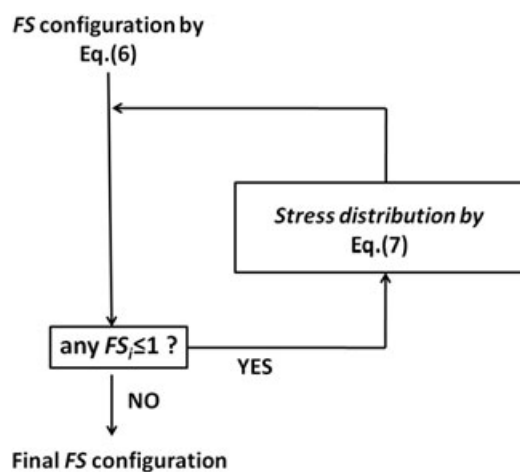 FS configuration by
Eq.(6)
Stress distribution by
Eq.(7)
any FSi≤1 ?
YES
NO
Final FS configuration